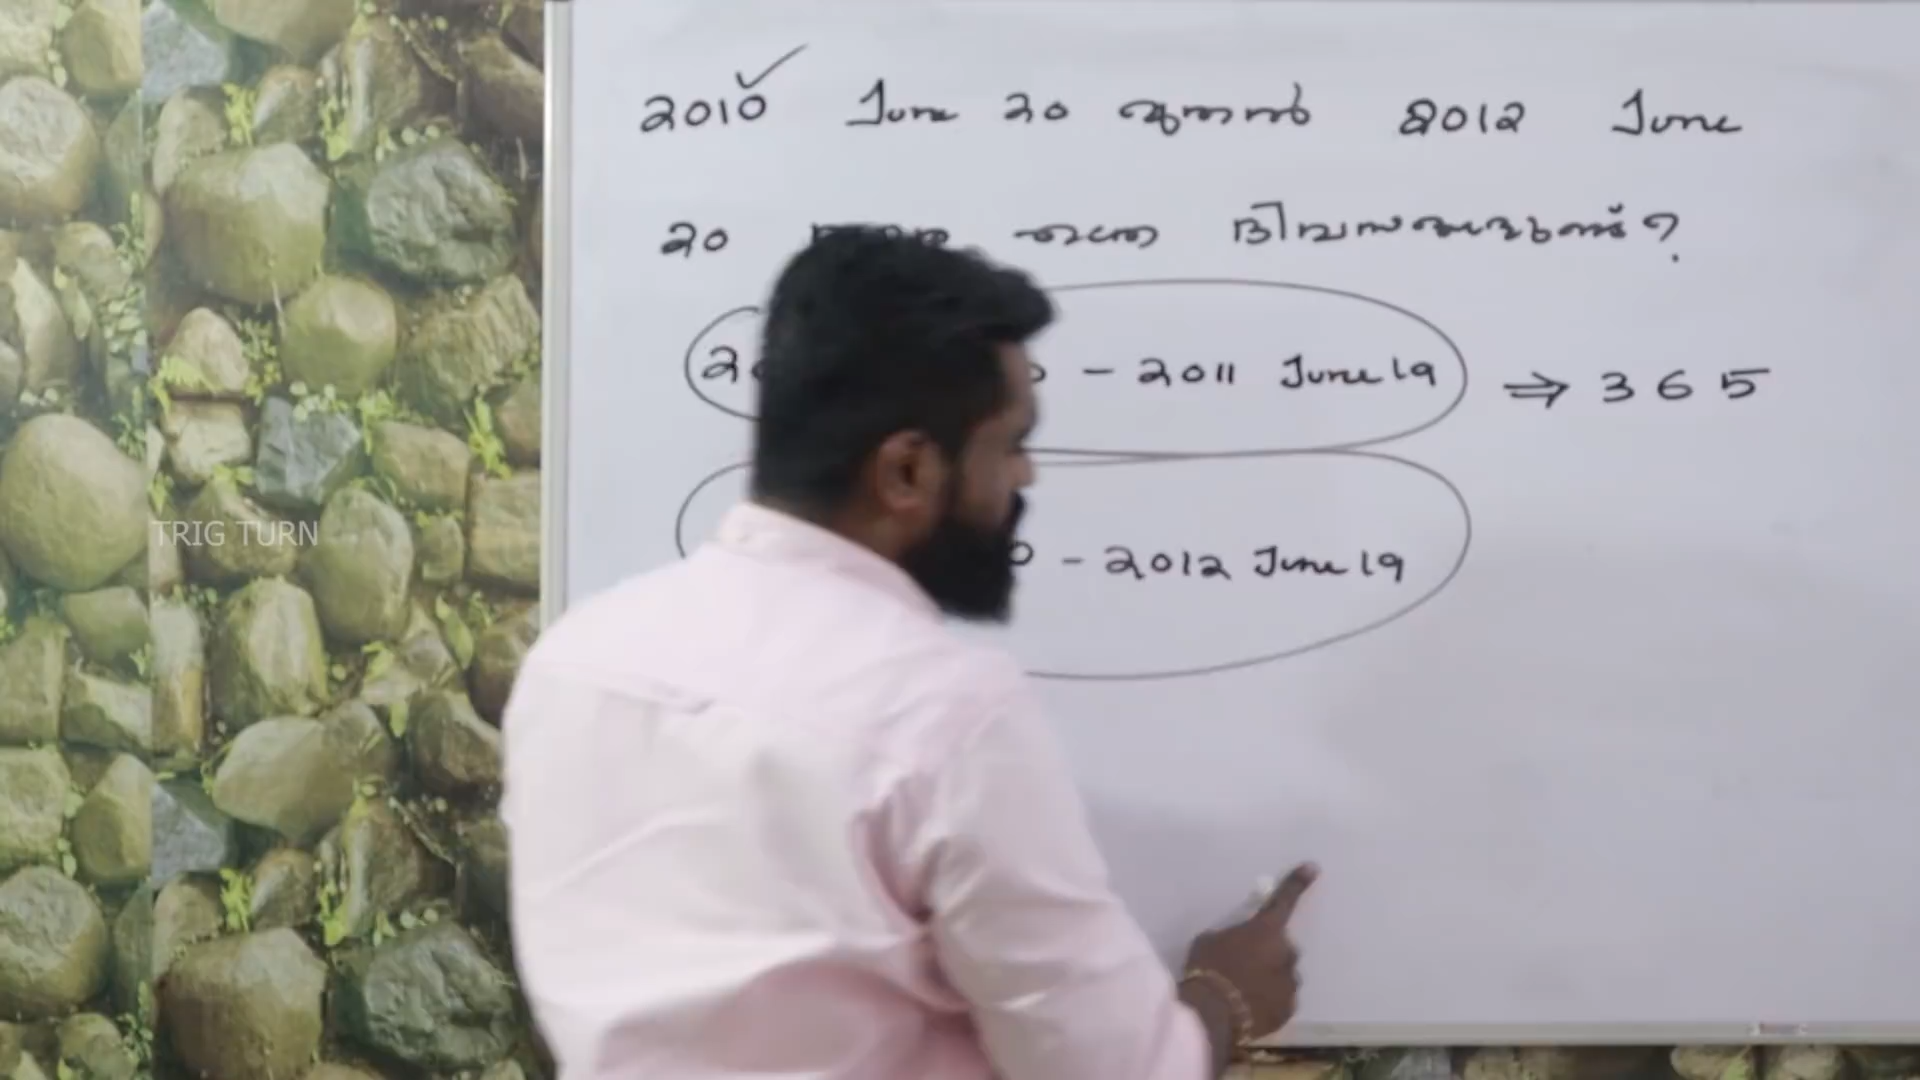 2010 June 20 മുതൽ 2012 June
20 എത്ര ദിവസങ്ങളുണ്ട്?
- 2011 June 19 ⇒ 365
- 2012 June 19
TRIG TURN